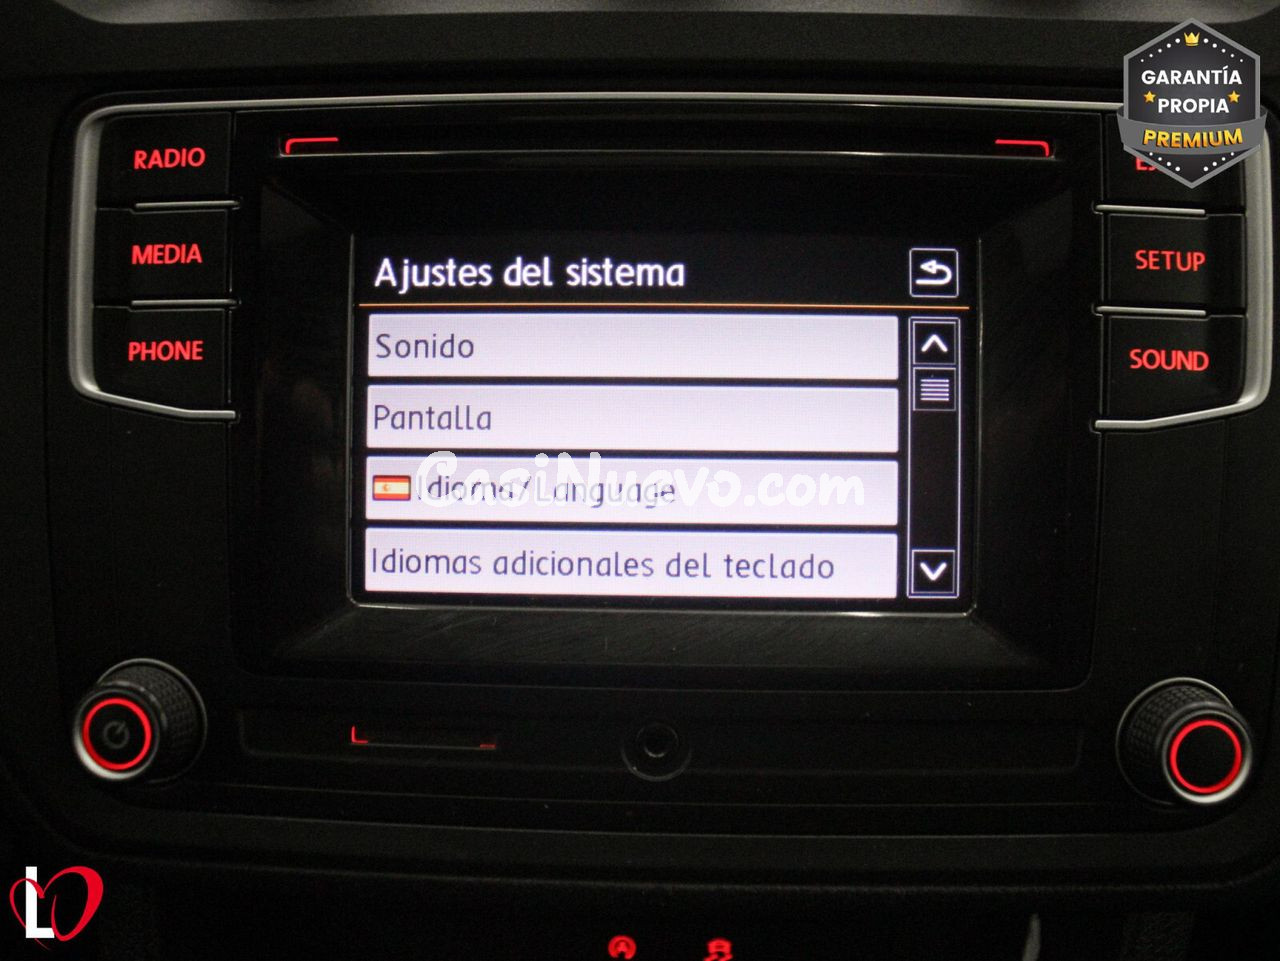 GARANTÍA
PROPIA
PREMIUM
RADIO
MEDIA
PHONE
SETUP
SOUND
Ajustes del sistema
Sonido
Pantalla
Idioma/Language
CasiNuevo.com
Idiomas adicionales del teclado
L
A